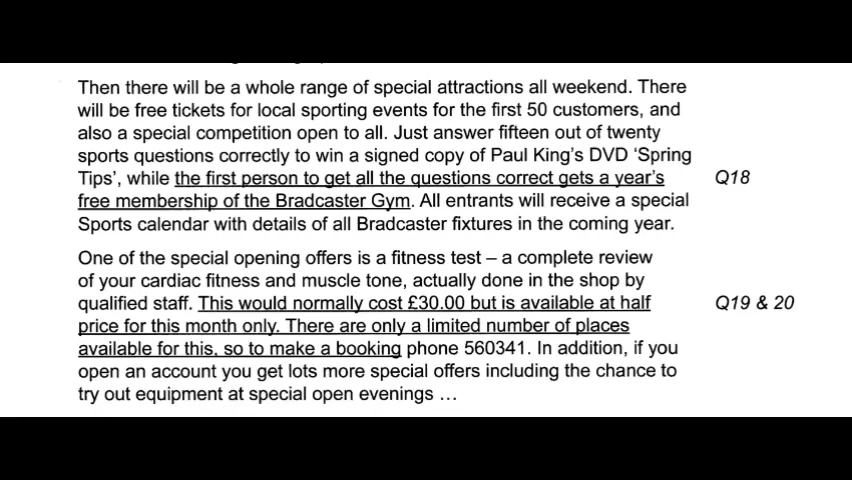 Then there will be a whole range of special attractions all weekend. There
will be free tickets for local sporting events for the first 50 customers, and
also a special competition open to all. Just answer fifteen out of twenty
sports questions correctly to win a signed copy of Paul King's DVD 'Spring
Tips', while the first person to get all the questions correct gets a year's Q18
free membership of the Bradcaster Gym. All entrants will receive a special
Sports calendar with details of all Bradcaster fixtures in the coming year.
One of the special opening offers is a fitness test – a complete review
of your cardiac fitness and muscle tone, actually done in the shop by
qualified staff. This would normally cost £30.00 but is available at half Q19 & 20
price for this month only. There are only a limited number of places
available for this, so to make a booking phone 560341. In addition, if you
open an account you get lots more special offers including the chance to
try out equipment at special open evenings …